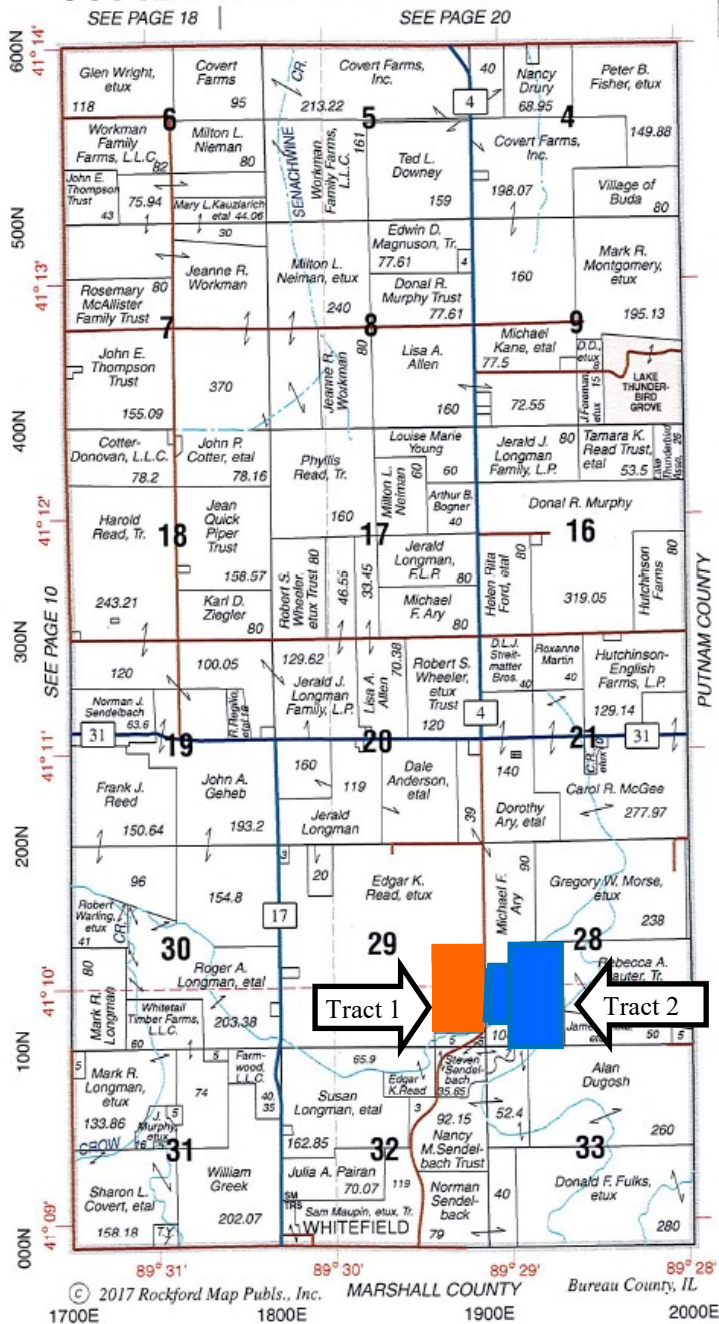 SEE PAGE 18
SEE PAGE 20
600N
41° 14'
Glen Wright,
etux
118
Covert
Farms
95
CR.
213.22
Covert Farms,
Inc.
40
Nancy
Drury
68.95
Peter B.
Fisher, etux
149.88
4
6
5
4
Workman
Family
Farms, L.L.C.
82
Milton L.
Nieman
80
SENACHWINE
Workman
Family Farms,
L.L.C.
161
Ted L.
Downey
159
Covert Farms,
Inc.
198.07
Village of
Buda
80
John E.
Thompson
Trust
43
75.94
Mary L.Kauzlarich
etal 44.06
500N
30
Edwin D.
Magnuson, Tr.
77.61
4
160
Mark R.
Montgomery,
etux
195.13
41° 13'
Rosemary
McAllister
Family Trust
80
Jeanne R.
Workman
Milton L.
Neiman, etux
240
Donal R.
Murphy Trust
77.61
7
8
9
John E.
Thompson
Trust
155.09
370
Jeanne R.
Workman
80
Lisa A.
Allen
160
Michael
Kane, etal
77.5
D.D.,
etux
8
LAKE
THUNDER-
BIRD
GROVE
72.55
J.Foreman,
etux
15
400N
Cotter-
Donovan, L.L.C.
78.2
John P.
Cotter, etal
78.16
Phyllis
Read, Tr.
160
Louise Marie
Young
60
Milton L.
Neiman
60
Jerald J.
Longman
Family, L.P.
80
Tamara K.
Read Trust,
etal
53.5
Lake
Thunderbird
Assn. 26
41° 12'
Arthur B.
Bogner
40
Donal R. Murphy
319.05
Harold
Read, Tr.
243.21
18
Jean
Quick
Piper
Trust
158.57
17
16
Robert S.
Wheeler,
etux Trust 80
46.55
33.45
Jerald
Longman,
F.L.P.
80
Helen Rita
Ford, etal
80
Hutchinson
Farms
80
Karl D.
Ziegler
80
Michael
F. Ary
80
PUTNAM COUNTY
SEE PAGE 10
300N
120
100.05
129.62
Jerald J.
Longman
Family, L.P.
Lisa A.
Allen
70.38
Robert S.
Wheeler,
etux
Trust
120
D.L.J.
Streit-
matter
Bros.
40
Roxanne
Martin
40
Hutchinson-
English
Farms, L.P.
129.14
Norman J.
Sendelbach
63.6
4
31
19
20
21
31
41° 11'
Frank J.
Reed
150.64
John A.
Geheb
193.2
160
119
Jerald
Longman
Dale
Anderson,
etal
39
140
Dorothy
Ary, etal
Carol R. McGee
277.97
200N
96
154.8
3
20
Edgar K.
Read, etux
Michael F.
Ary
90
Gregory W. Morse,
etux
238
Robert
Warling,
etux
41
CR.
17
30
29
28
80
Mark R.
Longman
Roger A.
Longman, etal
203.38
Rebecca A.
41° 10'
Tract 1
Tract 2
Whitetail
Timber Farms,
L.L.C.
60
50
5
100N
5
Mark R.
Longman,
etux
133.86
5
74
Farm-
wood,
L.L.C.
40.
35
65.9
5
Edgar
K.Read
Steven
Sendel-
bach
35.65
Alan
Dugosh
260
J.
Murphy,
etux
5
Susan
Longman, etal
162.85
3
92.15
52.4
CROW
31
32
33
Nancy
M.Sendel-
bach Trust
Sharon L.
Covert, etal
158.18
T.Y.
William
Greek
202.07
Julia A. Pairan
70.07
119
Norman
Sendel-
back
79
40
Donald F. Fulks,
etux
280
SM
TRS
Sam Maupin, etux, Tr.
WHITEFIELD
41° 09'
000N
89° 31'
89° 30'
89° 29'
89° 28'
© 2017 Rockford Map Publs., Inc.
MARSHALL COUNTY
Bureau County, IL
1700E
1800E
1900E
2000E